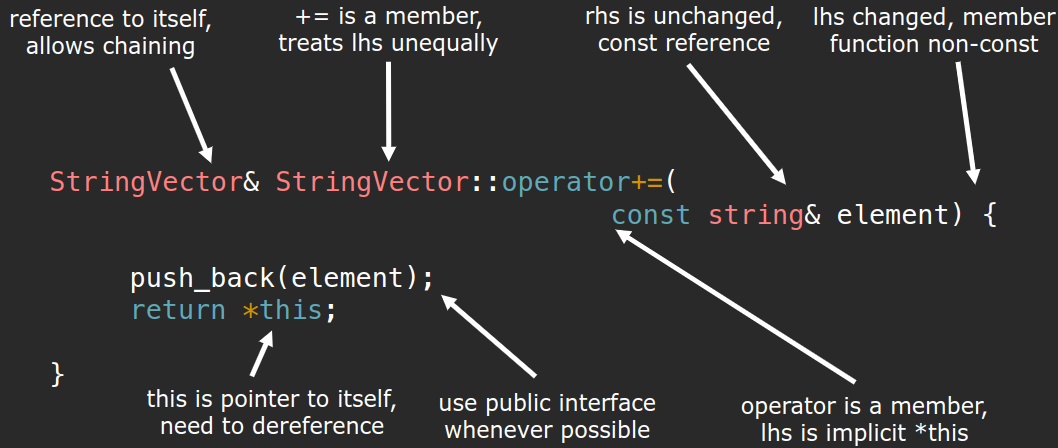 reference to itself,
allows chaining
+= is a member,
treats lhs unequally
rhs is unchanged,
const reference
lhs changed, member
function non-const
StringVector& StringVector::operator+=(
const string& element) {
push_back(element);
return *this;
}
this is pointer to itself,
need to dereference
use public interface
whenever possible
operator is a member,
lhs is implicit *this